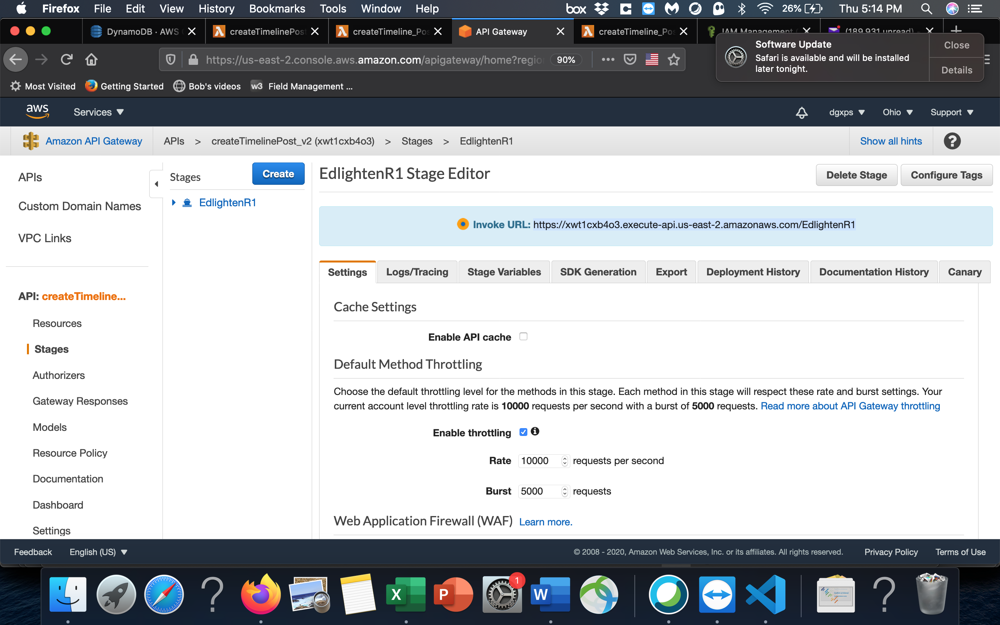 Firefox File Edit View History Bookmarks Tools Window Help box 26% Thu 5:14 PM
DynamoDB · AWS createTimelinePost createTimeline_Pos API Gateway createTimeline_Pos IAM Management (189,931 unread)
Software Update
Safari is available and will be installed
later tonight.
Close
Details
https://us-east-2.console.aws.amazon.com/apigateway/home?regio 90%
Most Visited Getting Started Bob's videos w3 Field Management ...
aws Services dgxps Ohio Support
Amazon API Gateway APIs > createTimelinePost_v2 (xwt1cxb4o3) > Stages > EdlightenR1 Show all hints ?
APIs
Custom Domain Names
VPC Links
API: createTimeline...
Resources
Stages
Authorizers
Gateway Responses
Models
Resource Policy
Documentation
Dashboard
Settings
Stages Create
EdlightenR1
EdlightenR1 Stage Editor Delete Stage Configure Tags
Invoke URL: https://xwt1cxb4o3.execute-api.us-east-2.amazonaws.com/EdlightenR1
Settings Logs/Tracing Stage Variables SDK Generation Export Deployment History Documentation History Canary
Cache Settings
Enable API cache
Default Method Throttling
Choose the default throttling level for the methods in this stage. Each method in this stage will respect these rate and burst settings. Your
current account level throttling rate is 10000 requests per second with a burst of 5000 requests. Read more about API Gateway throttling
Enable throttling
Rate 10000 requests per second
Burst 5000 requests
Web Application Firewall (WAF) Learn more.
Feedback English (US) © 2008 - 2020, Amazon Web Services, Inc. or its affiliates. All rights reserved. Privacy Policy Terms of Use
X P 1 W